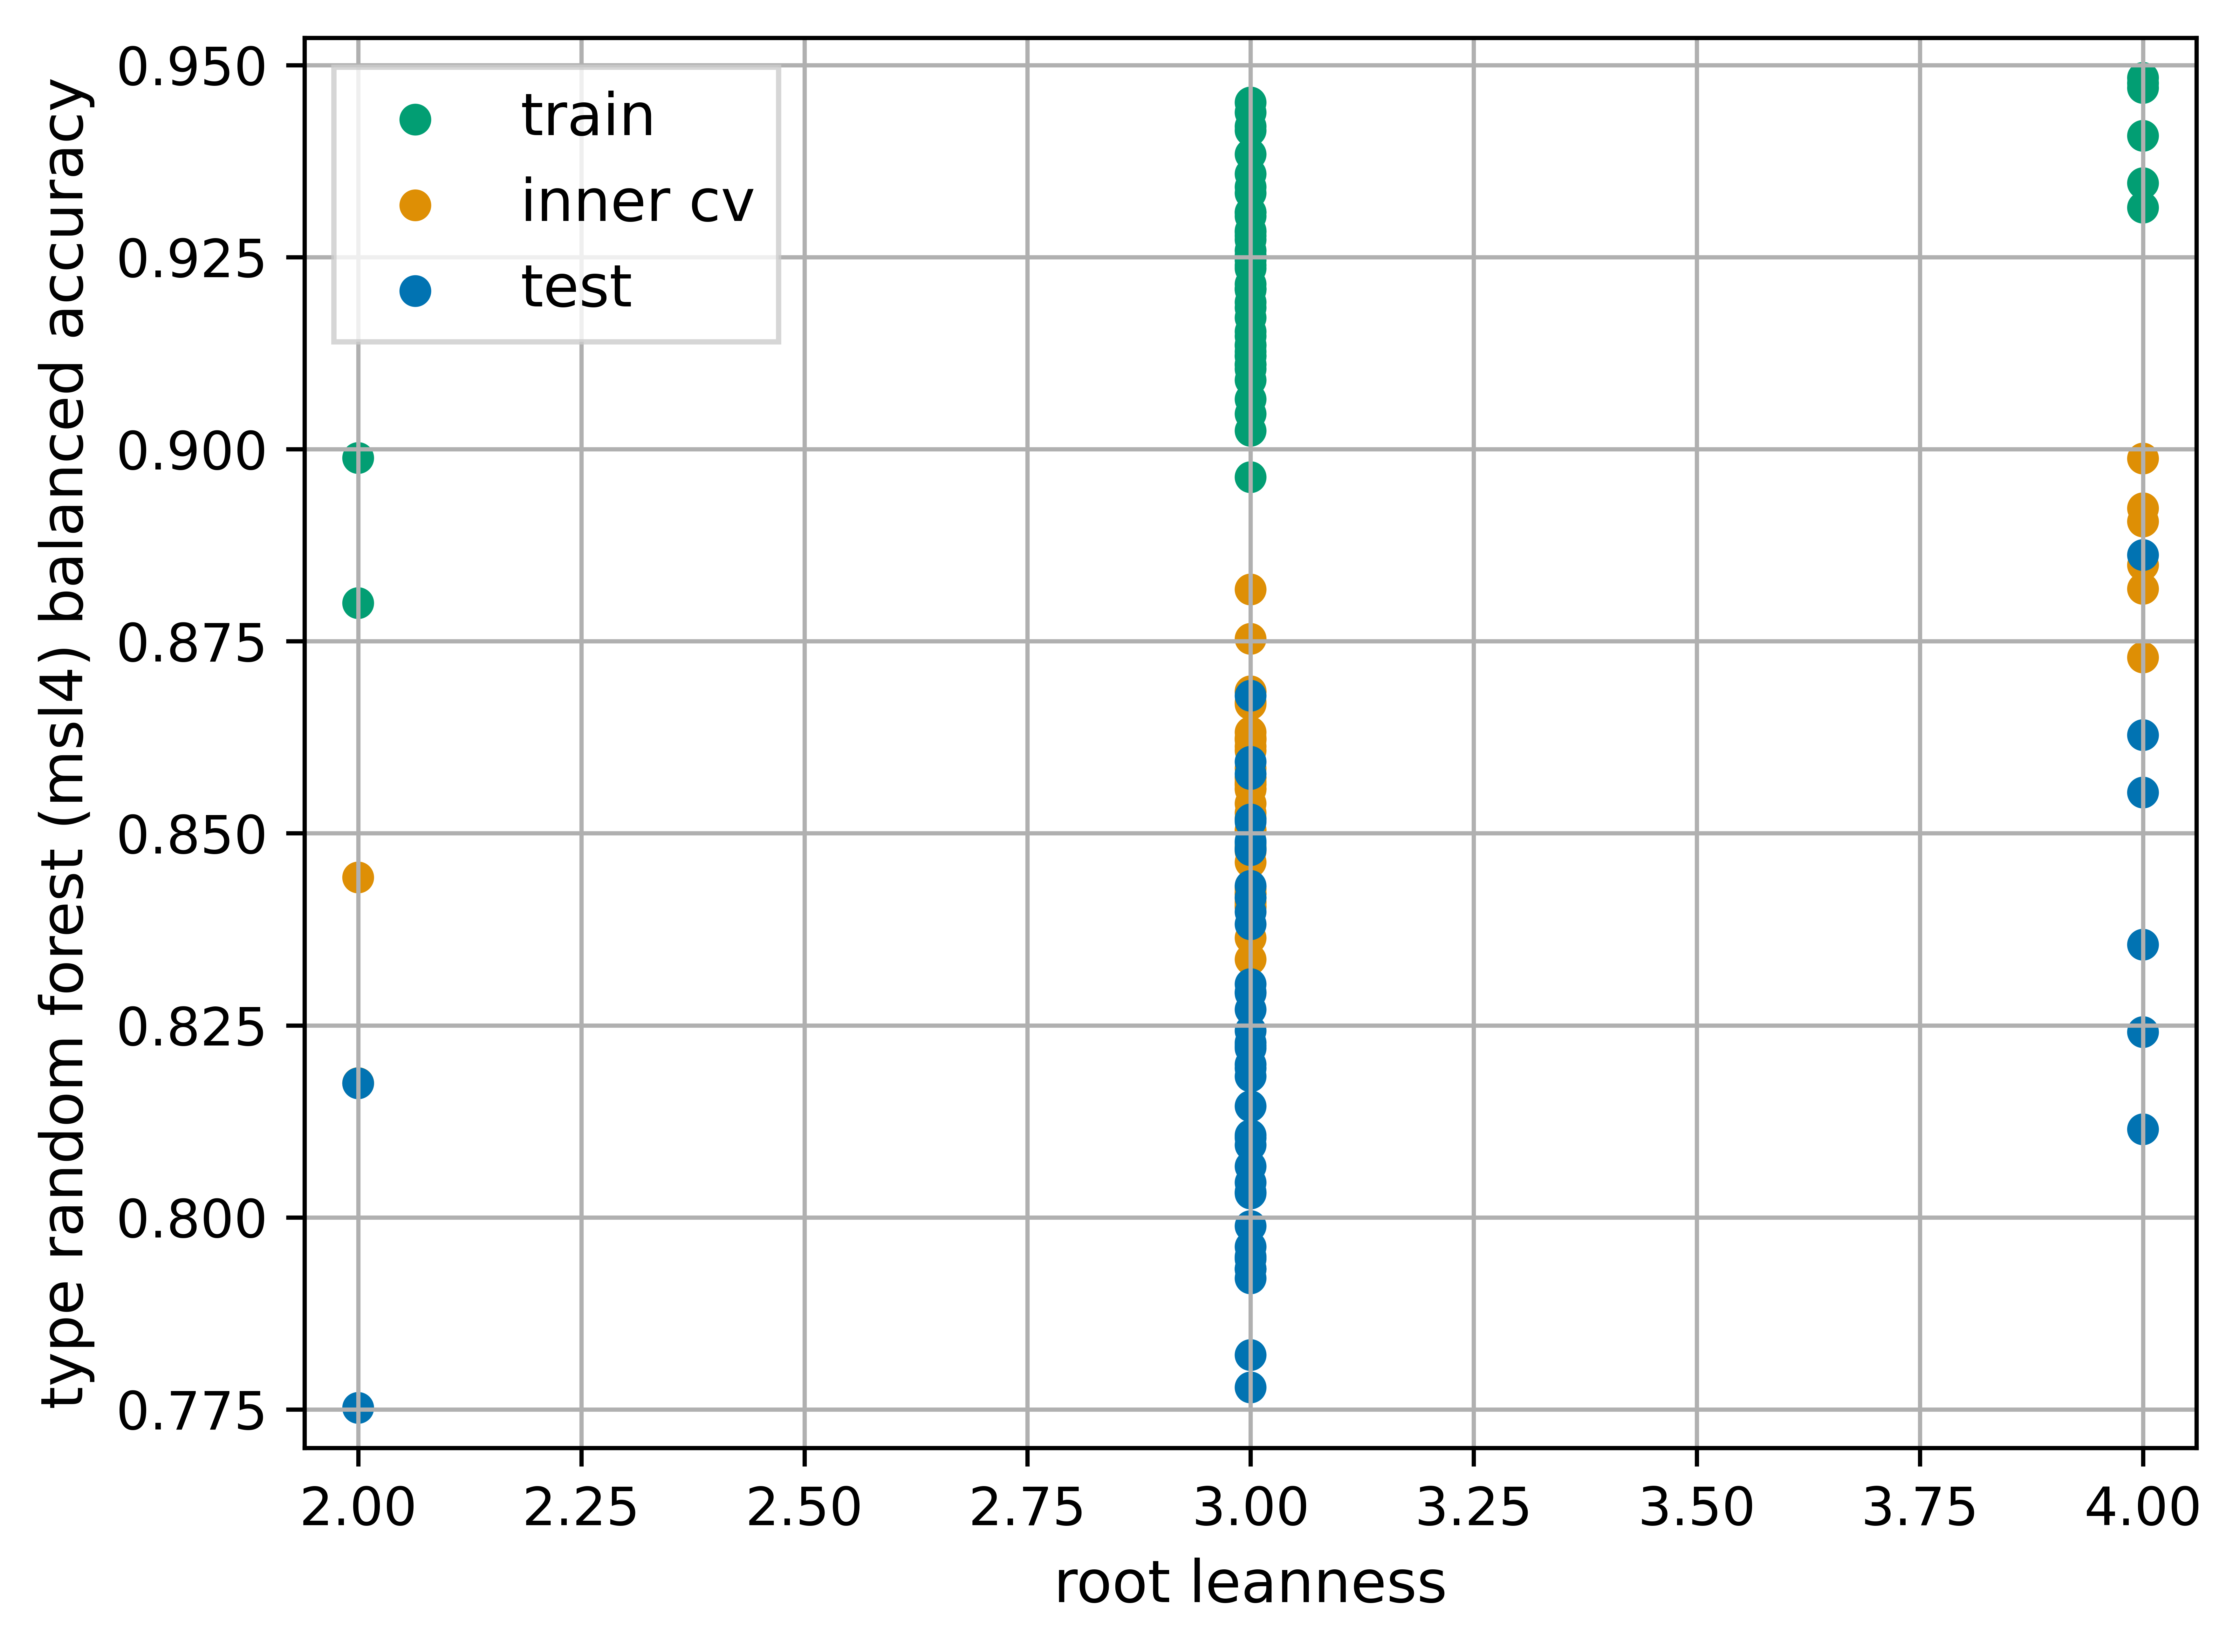 type random forest (msl4) balanced accuracy
0.950
0.925
0.900
0.875
0.850
0.825
0.800
0.775
train
inner cv
test
2.00 2.25 2.50 2.75 3.00 3.25 3.50 3.75 4.00
root leanness